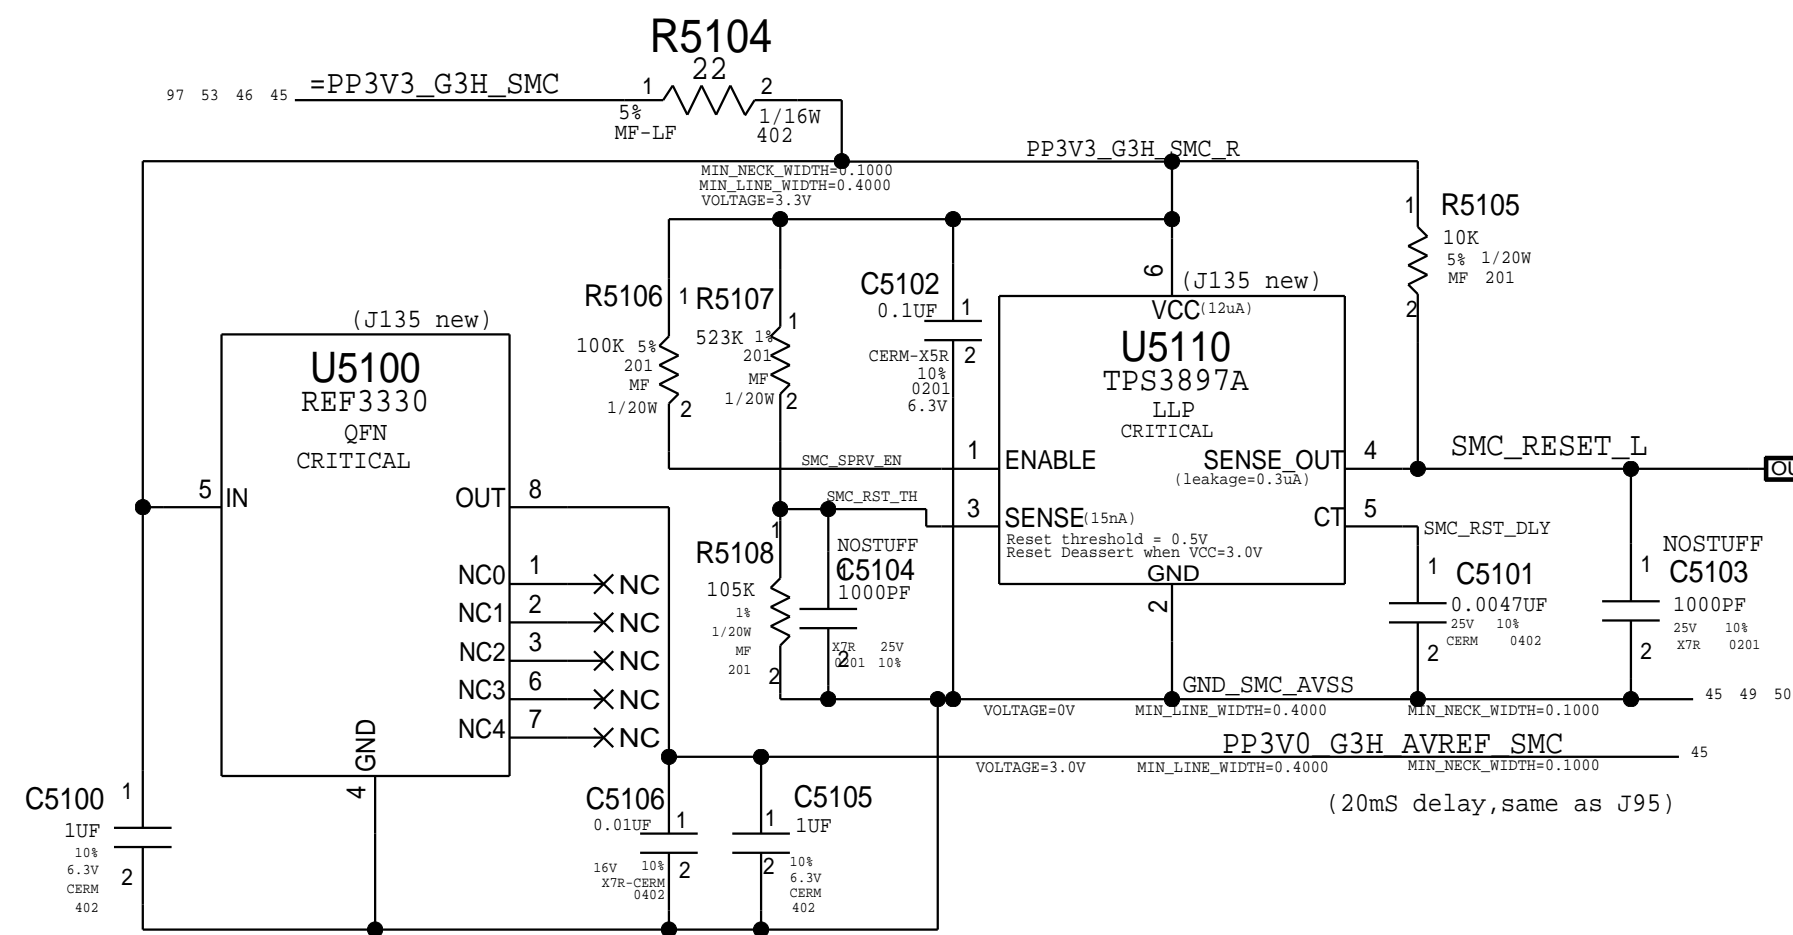 R5104
22
97 53 46 45 =PP3V3_G3H_SMC 1 2
5% 1/16W
MF-LF 402
PP3V3_G3H_SMC_R
MIN_NECK_WIDTH=0.1000
MIN_LINE_WIDTH=0.4000
VOLTAGE=3.3V
1 R5105
10K
5% 1/20W
MF 201
2
R5106 1
100K 5%
201
MF
1/20W 2
R5107
1
523K 1%
201
MF
1/20W 2
C5102
0.1UF 1
2
CERM-X5R
10%
0201
6.3V
(J135 new)
U5100
REF3330
QFN
CRITICAL
5 IN
OUT 8
NC0 1 NC
NC1 2 NC
NC2 3 NC
NC3 6 NC
NC4 7 NC
GND
4
6 (J135 new)
VCC(12uA)
U5110
TPS3897A
LLP
CRITICAL
SMC_SPRV_EN 1 ENABLE
SENSE_OUT 4 SMC_RESET_L
(leakage=0.3uA)
SMC_RST_TH 3 SENSE(15nA)
CT 5 SMC_RST_DLY
Reset threshold = 0.5V
Reset Deassert when VCC=3.0V
GND
2
1
R5108
105K
1%
1/20W
MF
201 2
NOSTUFF
1
C5104
1000PF
X7R 25V
2
0201 10%
1 C5101
0.0047UF
25V 10%
2 CERM 0402
NOSTUFF
1 C5103
1000PF
25V 10%
2 X7R 0201
GND_SMC_AVSS 45 49 50
VOLTAGE=0V MIN_LINE_WIDTH=0.4000 MIN_NECK_WIDTH=0.1000
PP3V0_G3H_AVREF_SMC 45
VOLTAGE=3.0V MIN_LINE_WIDTH=0.4000 MIN_NECK_WIDTH=0.1000
(20mS delay,same as J95)
C5100 1
1UF
10%
6.3V
CERM 2
402
C5106
0.01UF 1
16V 10% 2
X7R-CERM
0402
C5105
1 1UF
2 10%
6.3V
CERM
402